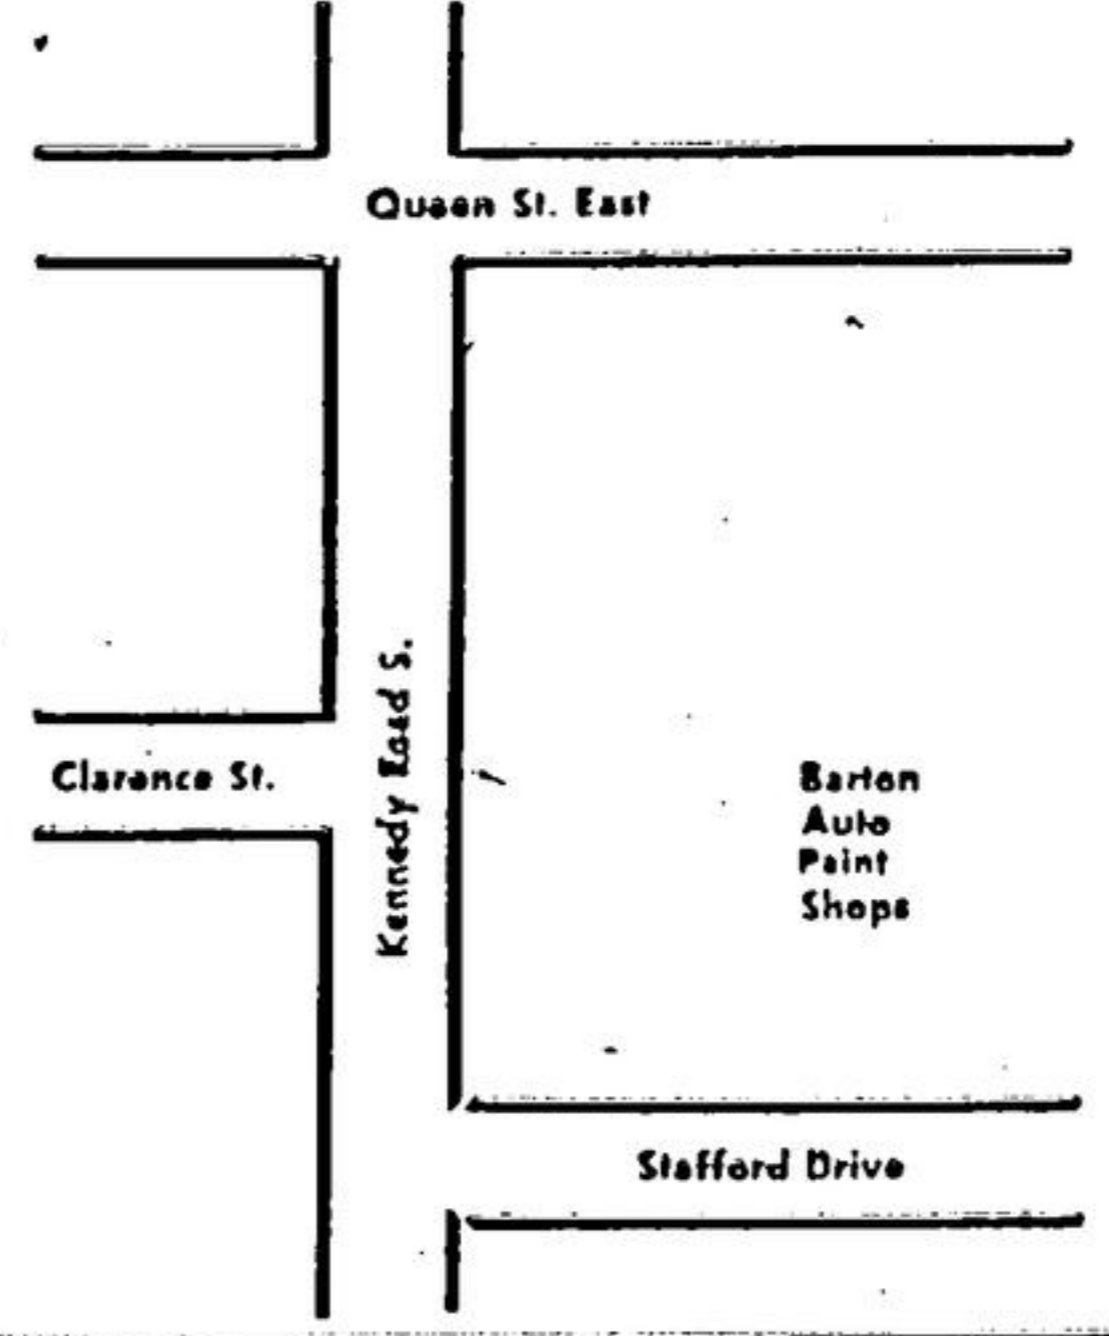 Queen St. East
Kennedy Road S.
Clarence St.
Barton
Auto
Paint
Shops
Stafford Drive